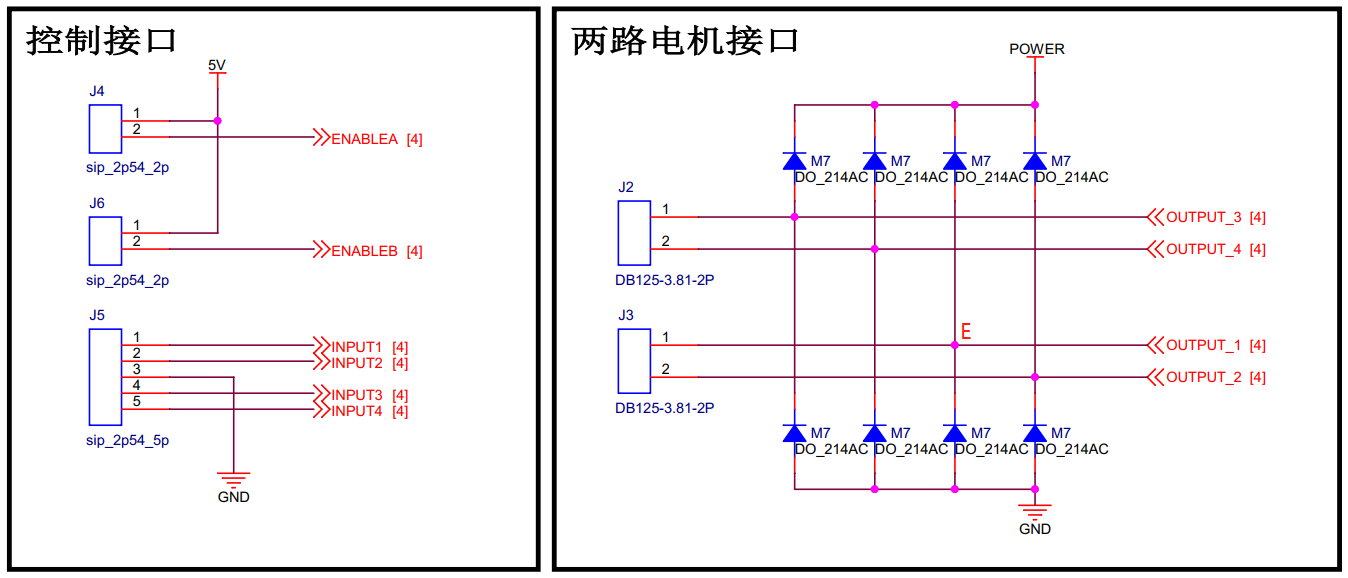 控制接口
5V
J4
1
2
ENABLEA [4]
sip_2p54_2p
J6
1
2
ENABLEB [4]
sip_2p54_2p
J5
1
2
3
4
5
INPUT1 [4]
INPUT2 [4]
INPUT3 [4]
INPUT4 [4]
sip_2p54_5p
GND
两路电机接口
POWER
M7 M7 M7 M7
DO_214AC DO_214AC DO_214AC DO_214AC
J2
1
OUTPUT_3 [4]
2
OUTPUT_4 [4]
DB125-3.81-2P
J3
E
1
OUTPUT_1 [4]
2
OUTPUT_2 [4]
DB125-3.81-2P
M7 M7 M7 M7
DO_214AC DO_214AC DO_214AC DO_214AC
GND